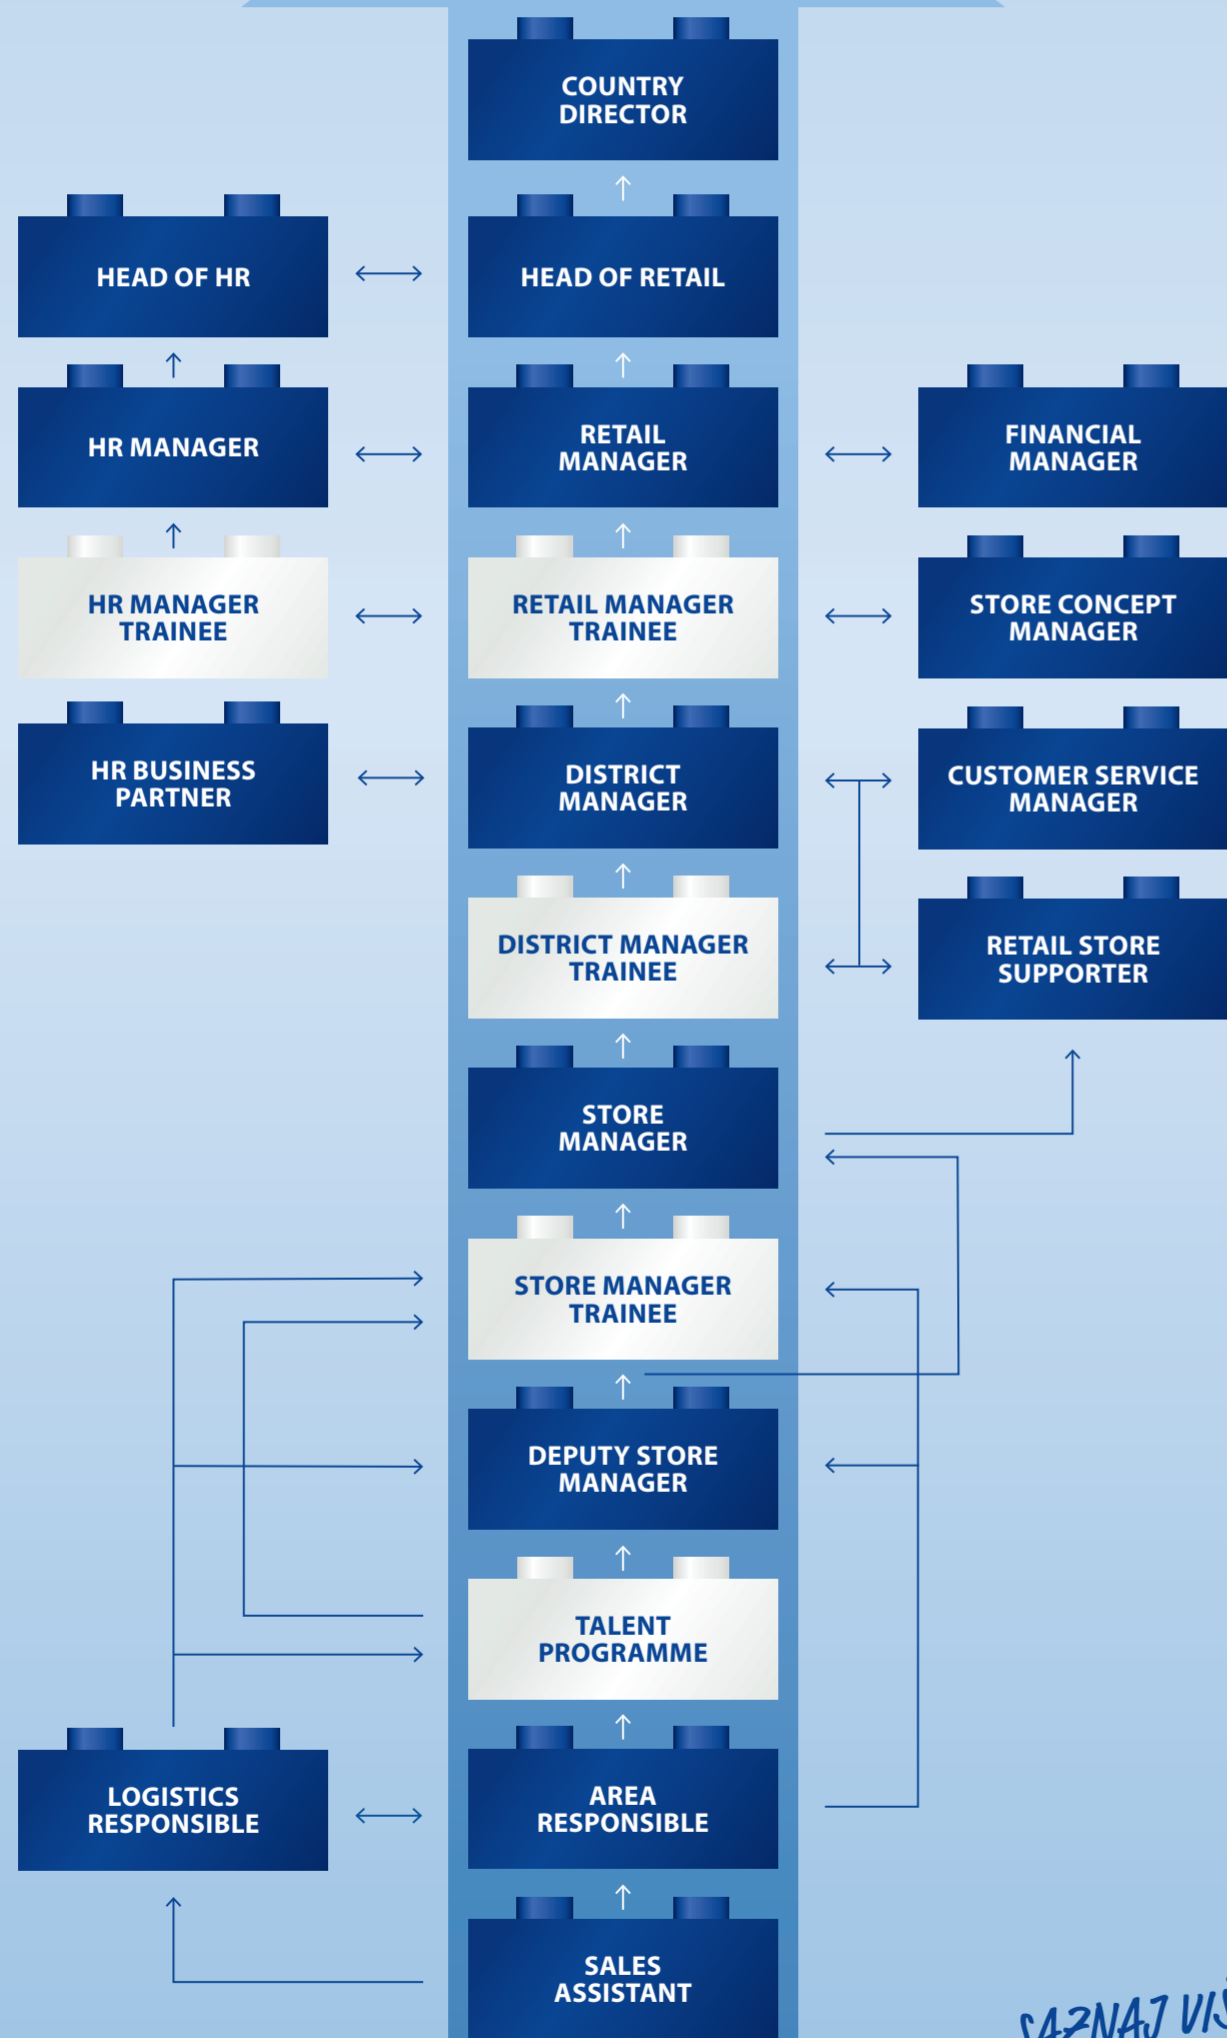 COUNTRY
DIRECTOR
HEAD OF HR
HEAD OF RETAIL
HR MANAGER
RETAIL
MANAGER
FINANCIAL
MANAGER
HR MANAGER
TRAINEE
RETAIL MANAGER
TRAINEE
STORE CONCEPT
MANAGER
HR BUSINESS
PARTNER
DISTRICT
MANAGER
CUSTOMER SERVICE
MANAGER
DISTRICT MANAGER
TRAINEE
RETAIL STORE
SUPPORTER
STORE
MANAGER
STORE MANAGER
TRAINEE
DEPUTY STORE
MANAGER
TALENT
PROGRAMME
LOGISTICS
RESPONSIBLE
AREA
RESPONSIBLE
SALES
ASSISTANT
SAZNAJ